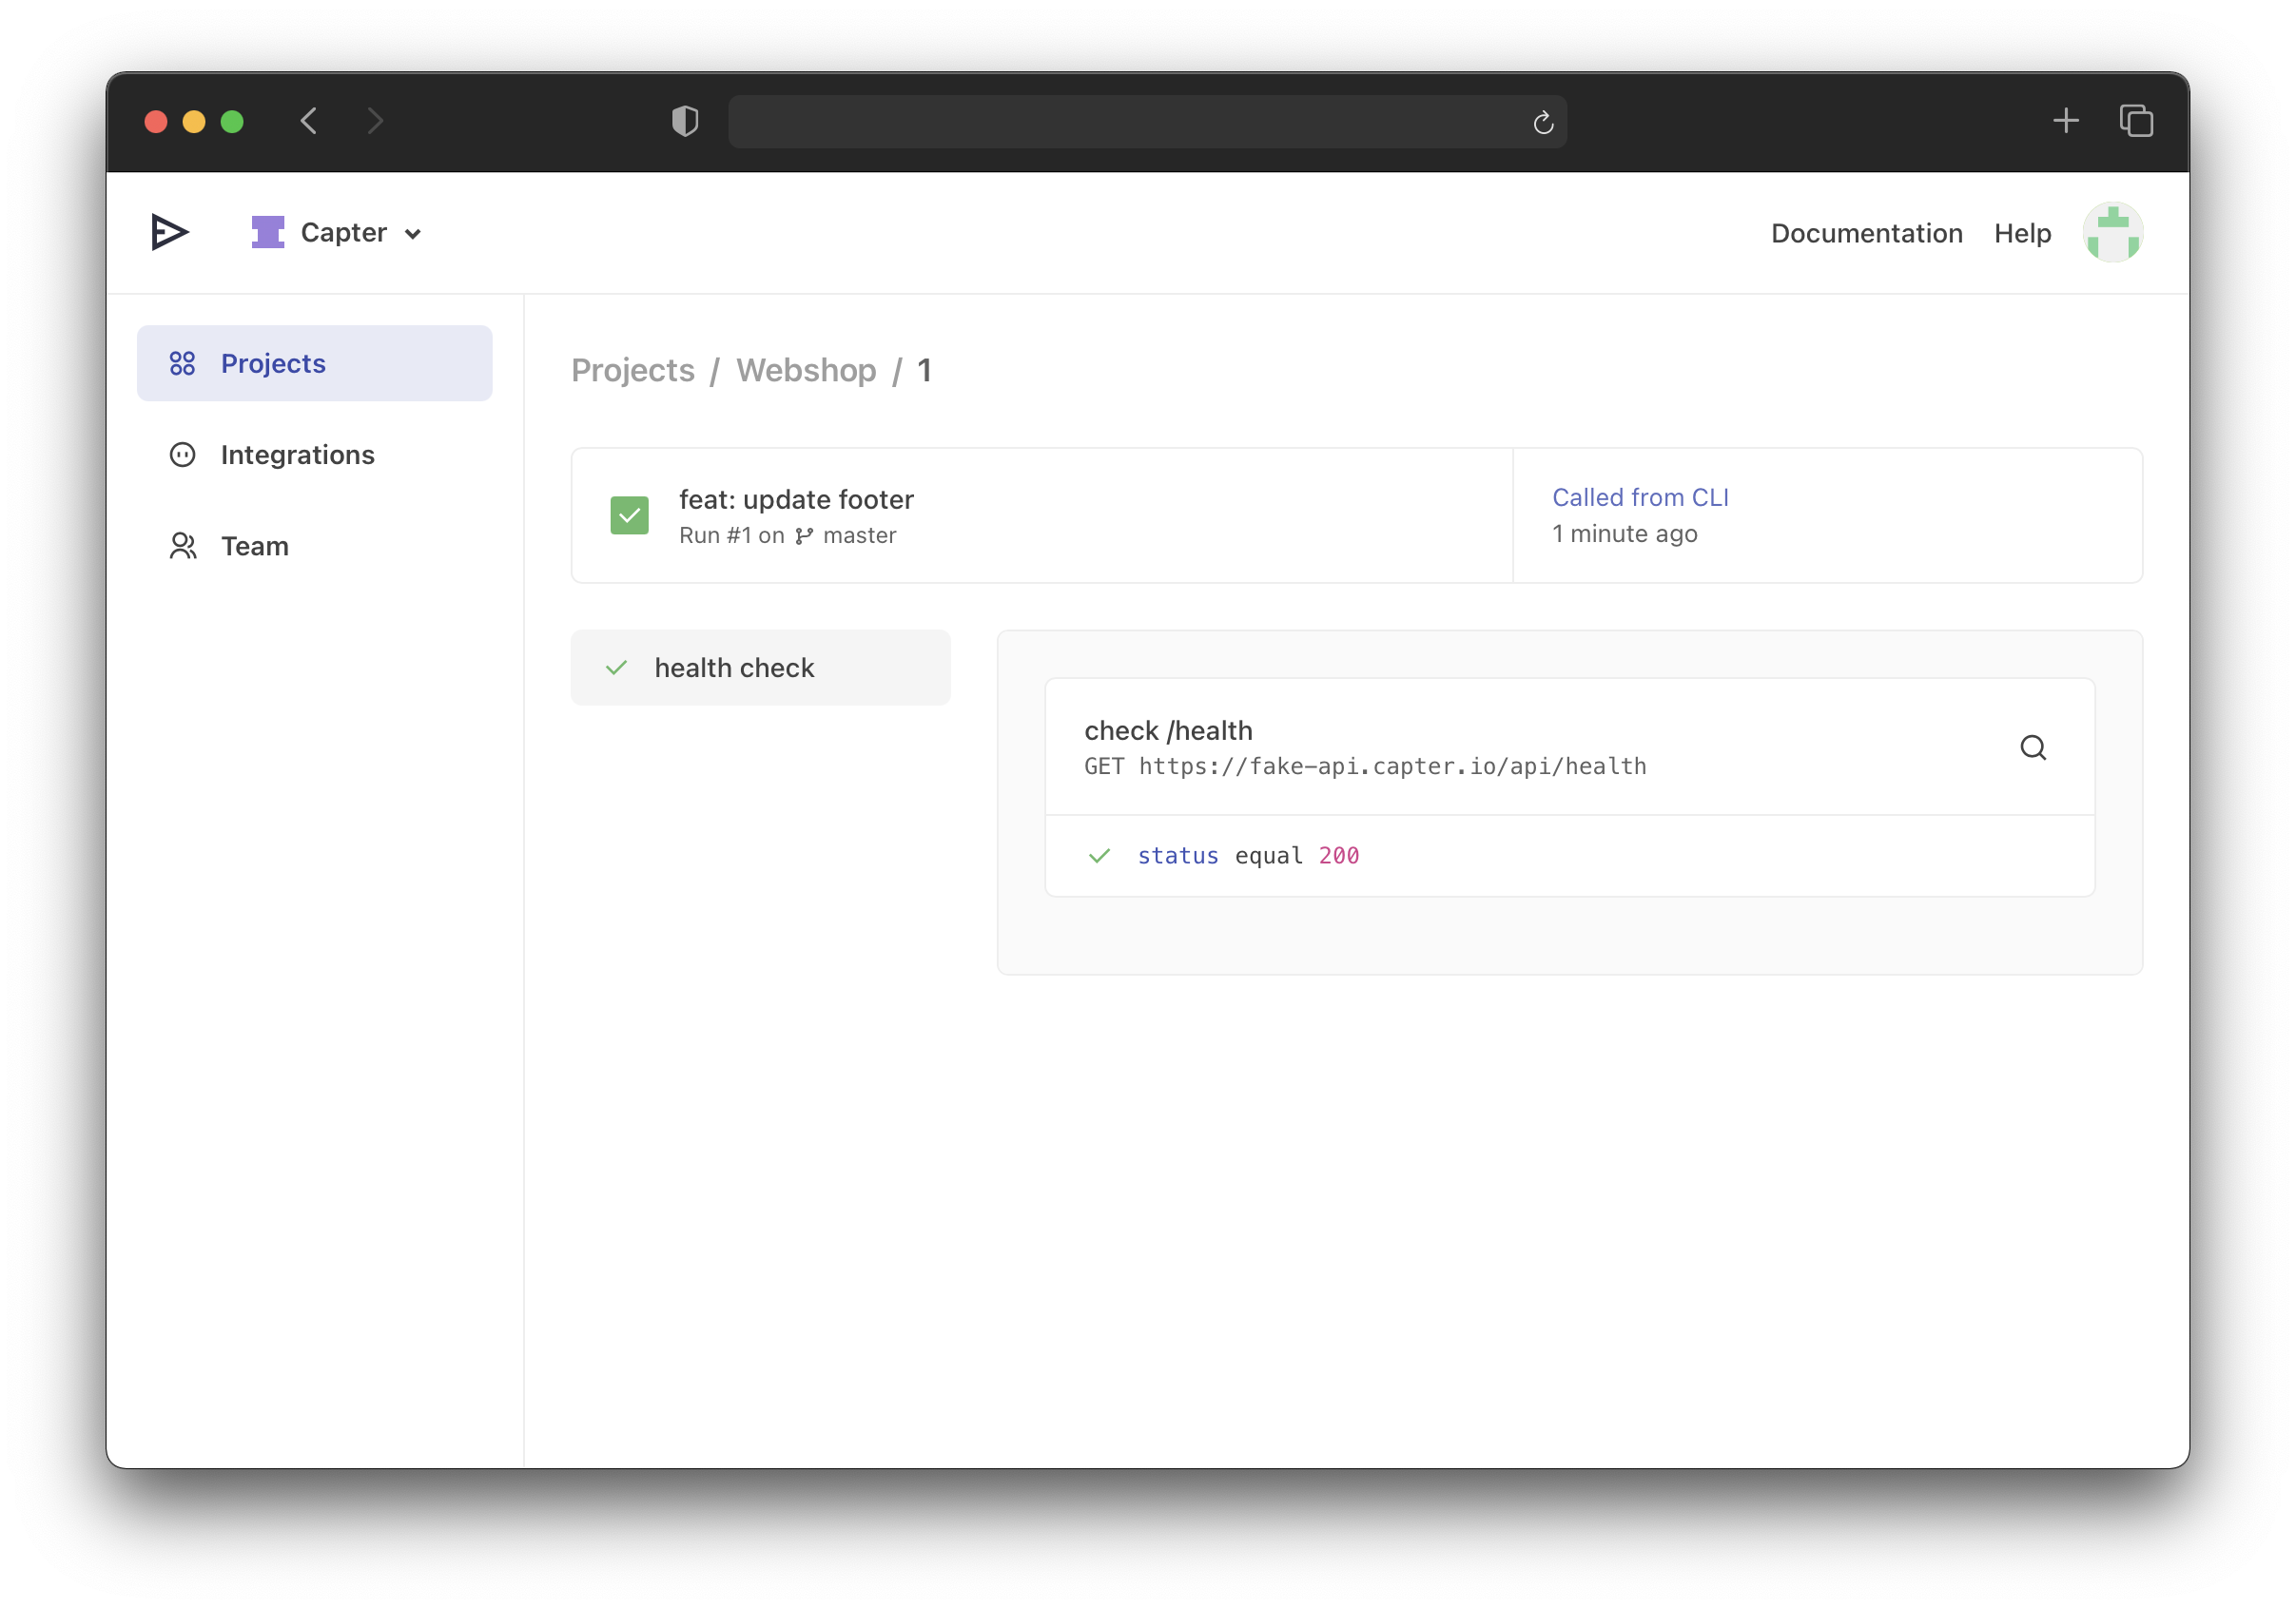 Capter
Documentation Help
Projects
Integrations
Team
Projects / Webshop / 1
feat: update footer
Run #1 on master
Called from CLI
1 minute ago
health check
check /health
GET https://fake-api.capter.io/api/health
status equal 200